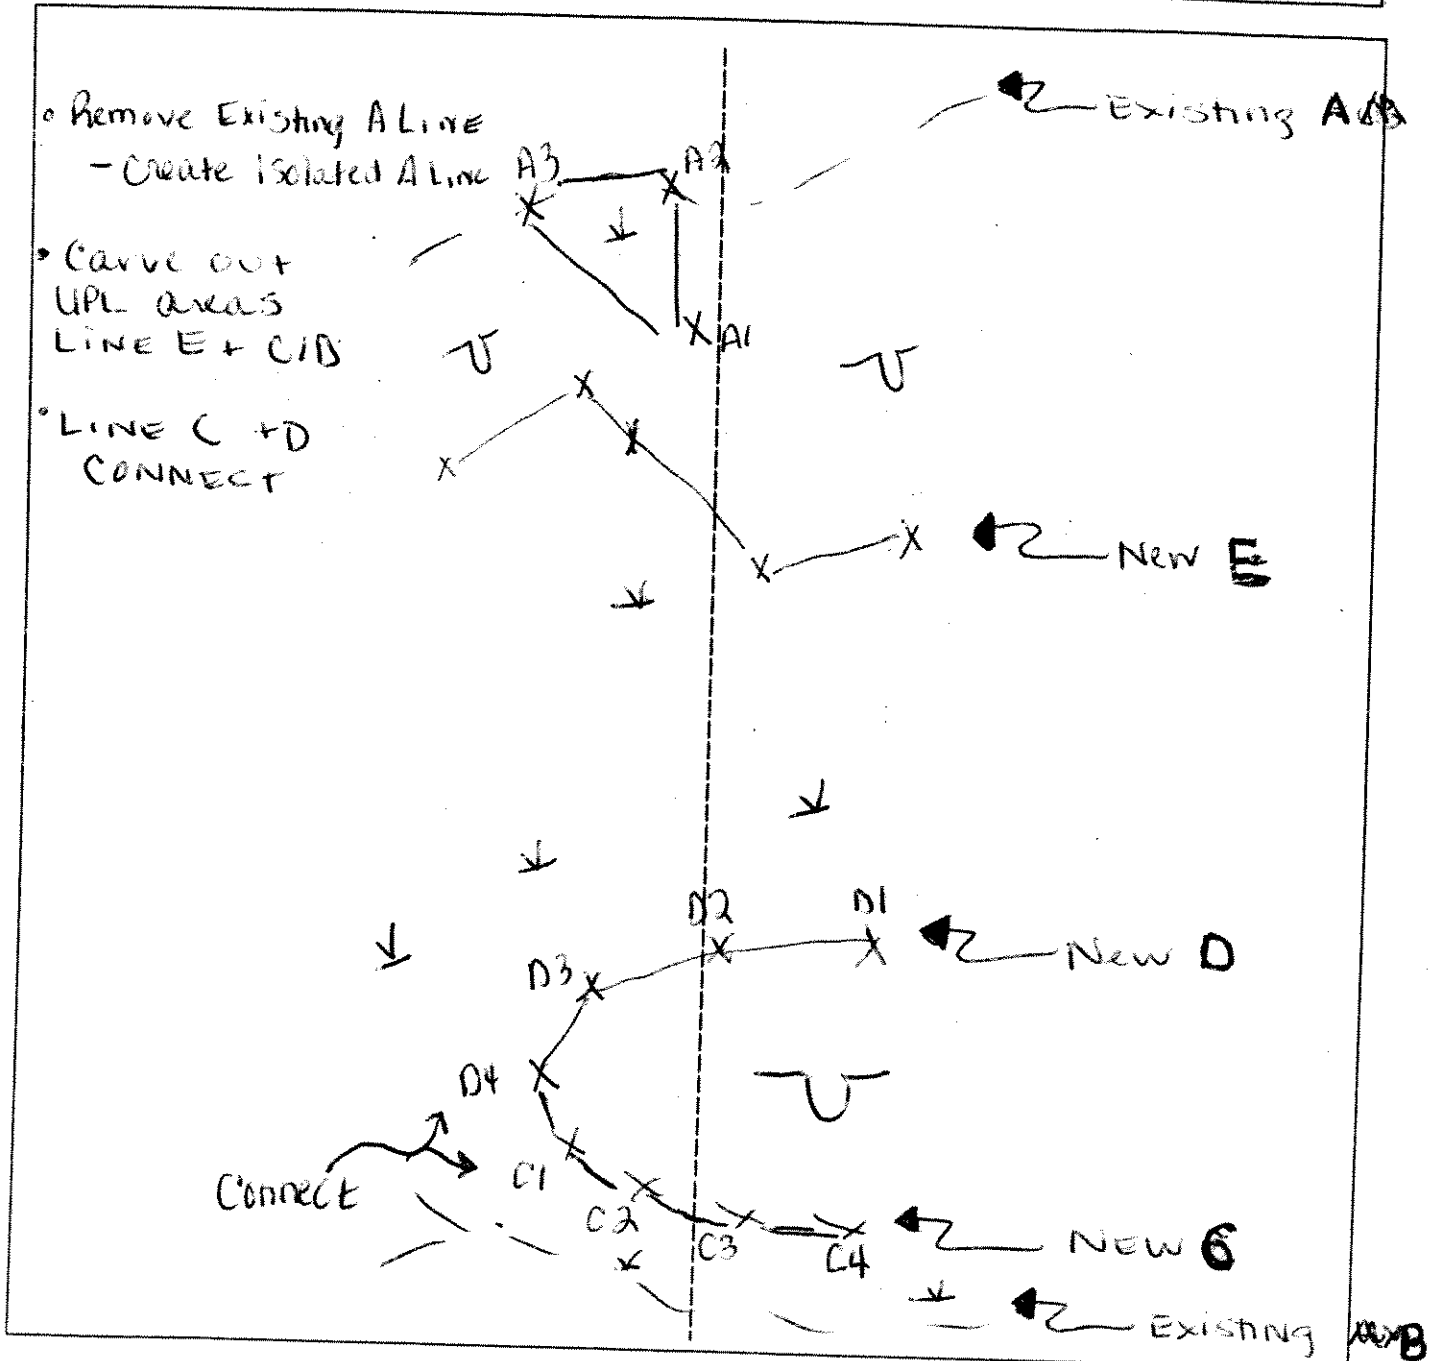 • Remove Existing A Line
- Create isolated A Line
• Carve out
UPL areas
LINE E + C/D
• LINE C + D
CONNECT
Existing A
A3
A2
A1
New E
D2
D1
New D
D3
D4
Connect
C1
C2
C3
C4
NEW C
Existing B